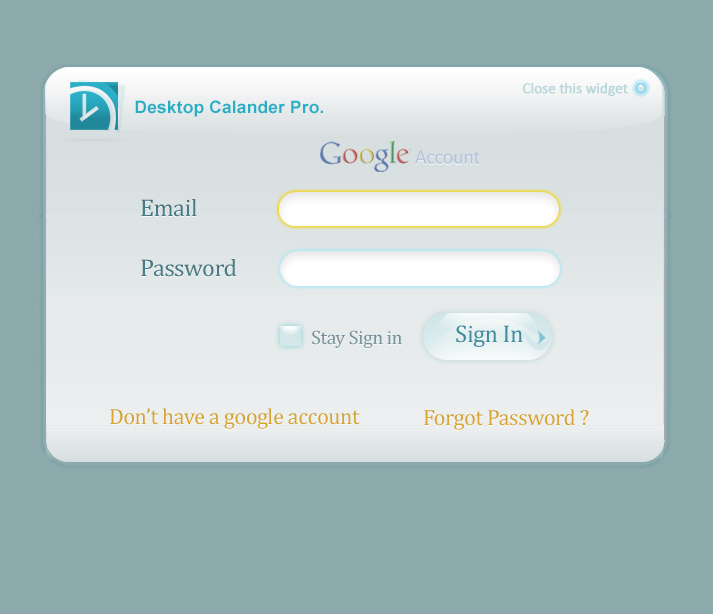 Close this widget
Desktop Calander Pro.
Google Account
Email
Password
Stay Sign in
Sign In
Don't have a google account
Forgot Password ?